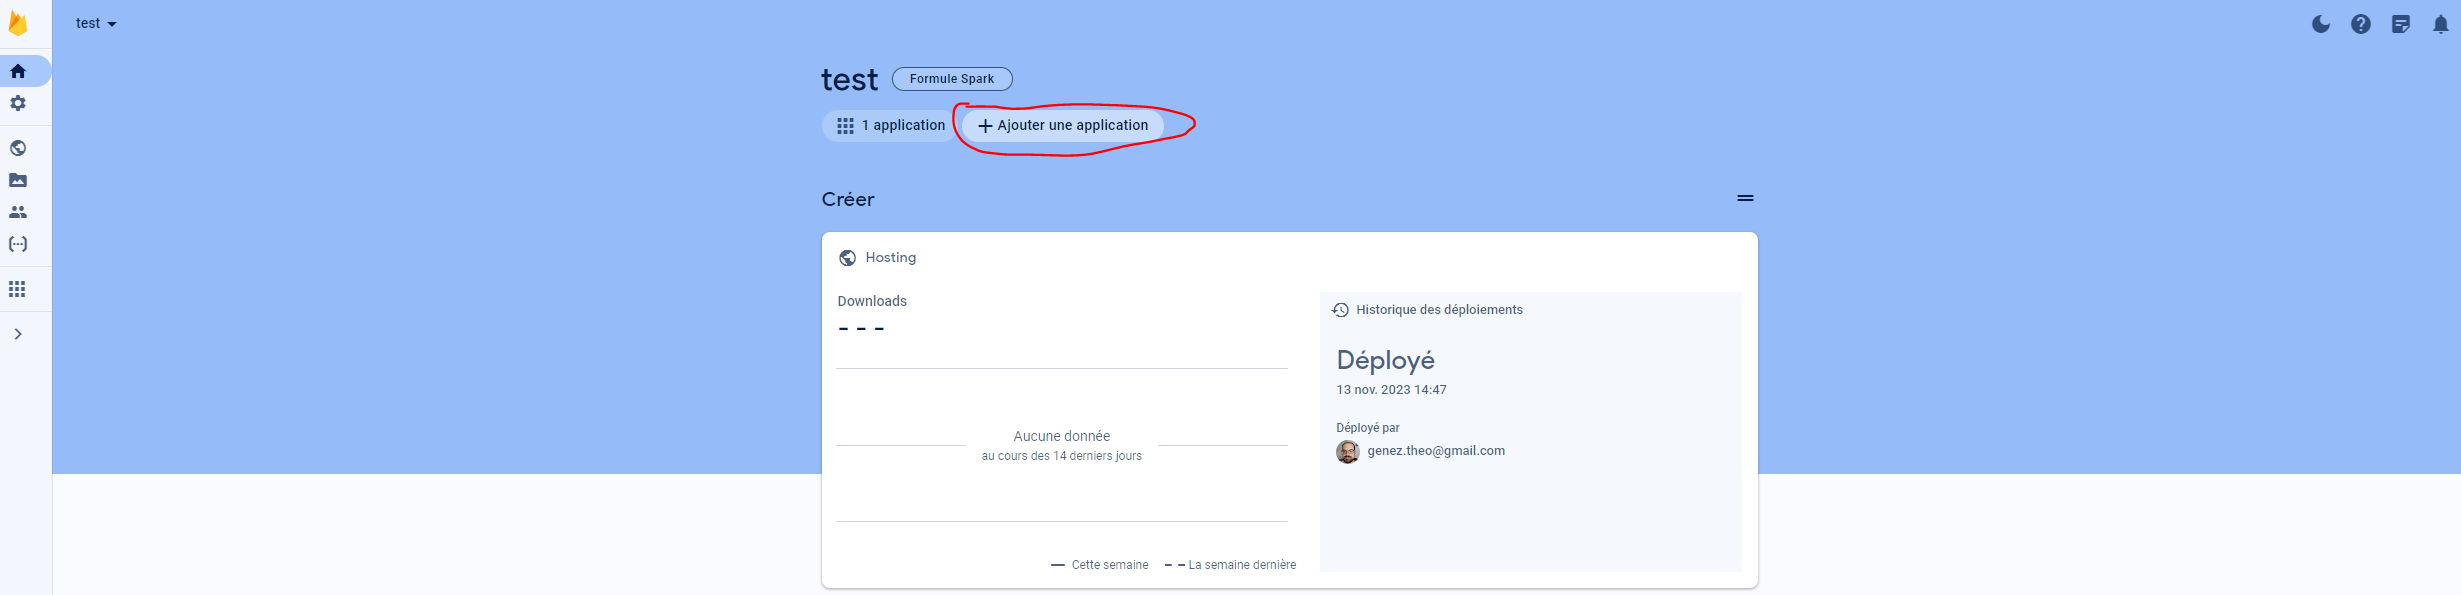 test
test Formule Spark
1 application + Ajouter une application
Créer
Hosting
Downloads
---
Aucune donnée
au cours des 14 derniers jours
Cette semaine La semaine dernière
Historique des déploiements
Déployé
13 nov. 2023 14:47
Déployé par
genez.theo@gmail.com